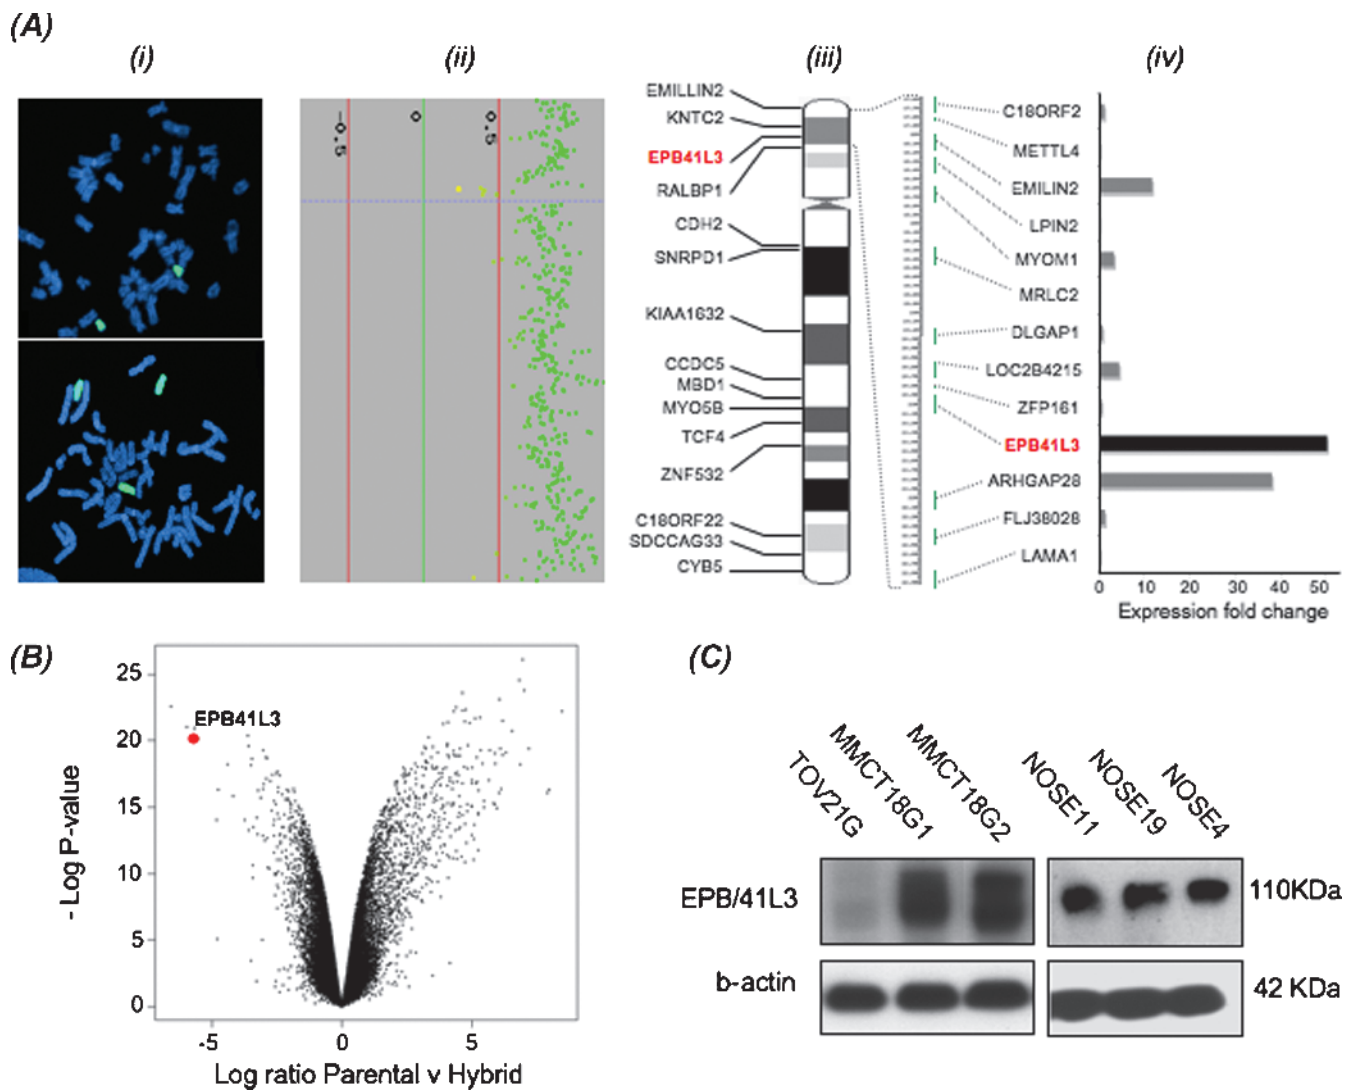 (A)
(i)
(ii)
(iii)
(iv)
-0.5
0
0.5
EMILLIN2
KNTC2
EPB41L3
RALBP1
CDH2
SNRPD1
KIAA1632
CCDC5
MBD1
MYO5B
TCF4
ZNF532
C18ORF22
SDCCAG33
CYB5
C18ORF2
METTL4
EMILIN2
LPIN2
MYOM1
MRLC2
DLGAP1
LOC2B4215
ZFP161
EPB41L3
ARHGAP28
FLJ38028
LAMA1
0 10 20 30 40 50
Expression fold change
(B)
25
20
15
10
5
0
- Log P-value
EPB41L3
-5 0 5
Log ratio Parental v Hybrid
(C)
TOV21G
MMCT18G1
MMCT18G2
NOSE11
NOSE19
NOSE4
EPB/41L3
110KDa
b-actin
42 KDa